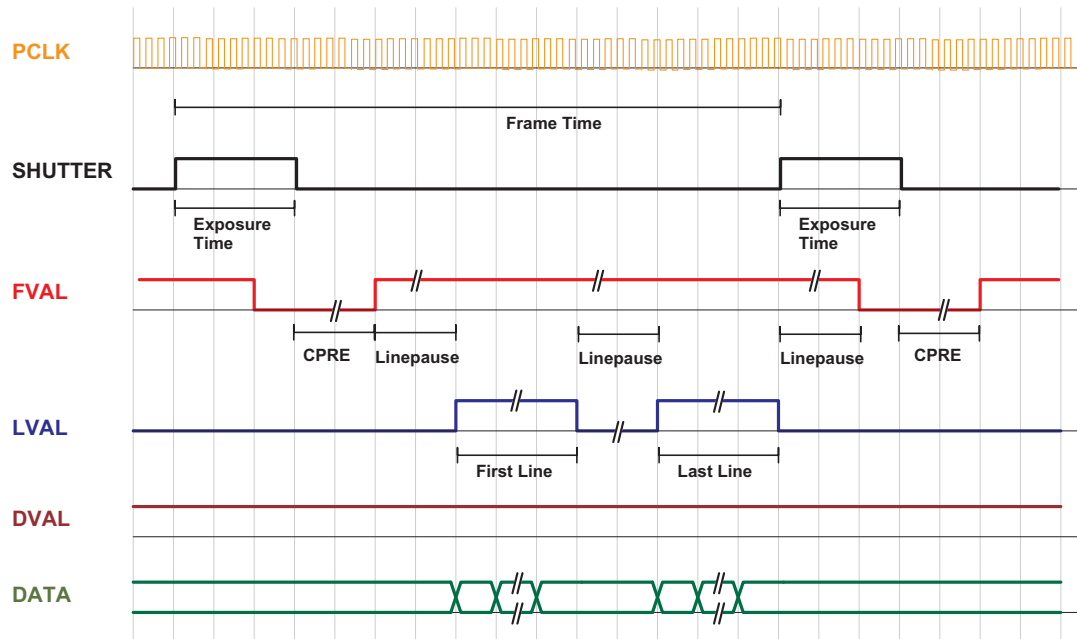 PCLK
Frame Time
SHUTTER
Exposure
Time
Exposure
Time
FVAL
CPRE
Linepause
Linepause
Linepause
CPRE
LVAL
First Line
Last Line
DVAL
DATA